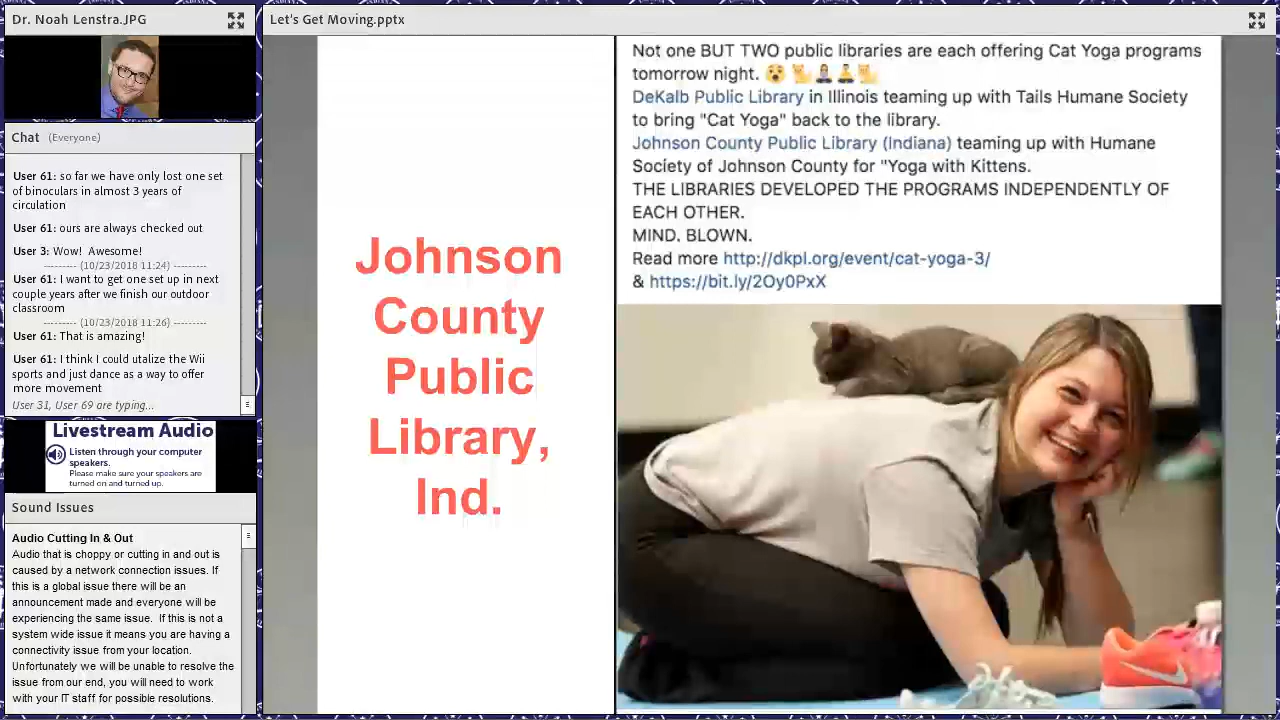 Dr. Noah Lenstra.JPG
Chat (Everyone)
User 61: so far we have only lost one set
of binoculars in almost 3 years of
circulation
User 61: ours are always checked out
User 3: Wow! Awesome!
-------- (10/23/2018 11:24) --------
User 61: I want to get one set up in next
couple years after we finish our outdoor
classroom
-------- (10/23/2018 11:26) --------
User 61: That is amazing!
User 61: I think I could utalize the Wii
sports and just dance as a way to offer
more movement
User 31, User 69 are typing...
Livestream Audio
Listen through your computer
speakers.
Please make sure your speakers are
turned on and turned up.
Sound Issues
Audio Cutting In & Out
Audio that is choppy or cutting in and out is
caused by a network connection issues. If
this is a global issue there will be an
announcement made and everyone will be
experiencing the same issue. If this is not a
system wide issue it means you are having a
connectivity issue from your location.
Unfortunately we will be unable to resolve the
issue from our end, you will need to work
with your IT staff for possible resolutions.
Let's Get Moving.pptx
Johnson
County
Public
Library,
Ind.
Not one BUT TWO public libraries are each offering Cat Yoga programs
tomorrow night.
DeKalb Public Library in Illinois teaming up with Tails Humane Society
to bring "Cat Yoga" back to the library.
Johnson County Public Library (Indiana) teaming up with Humane
Society of Johnson County for "Yoga with Kittens.
THE LIBRARIES DEVELOPED THE PROGRAMS INDEPENDENTLY OF
EACH OTHER.
MIND. BLOWN.
Read more http://dkpl.org/event/cat-yoga-3/
& https://bit.ly/2Oy0PxX